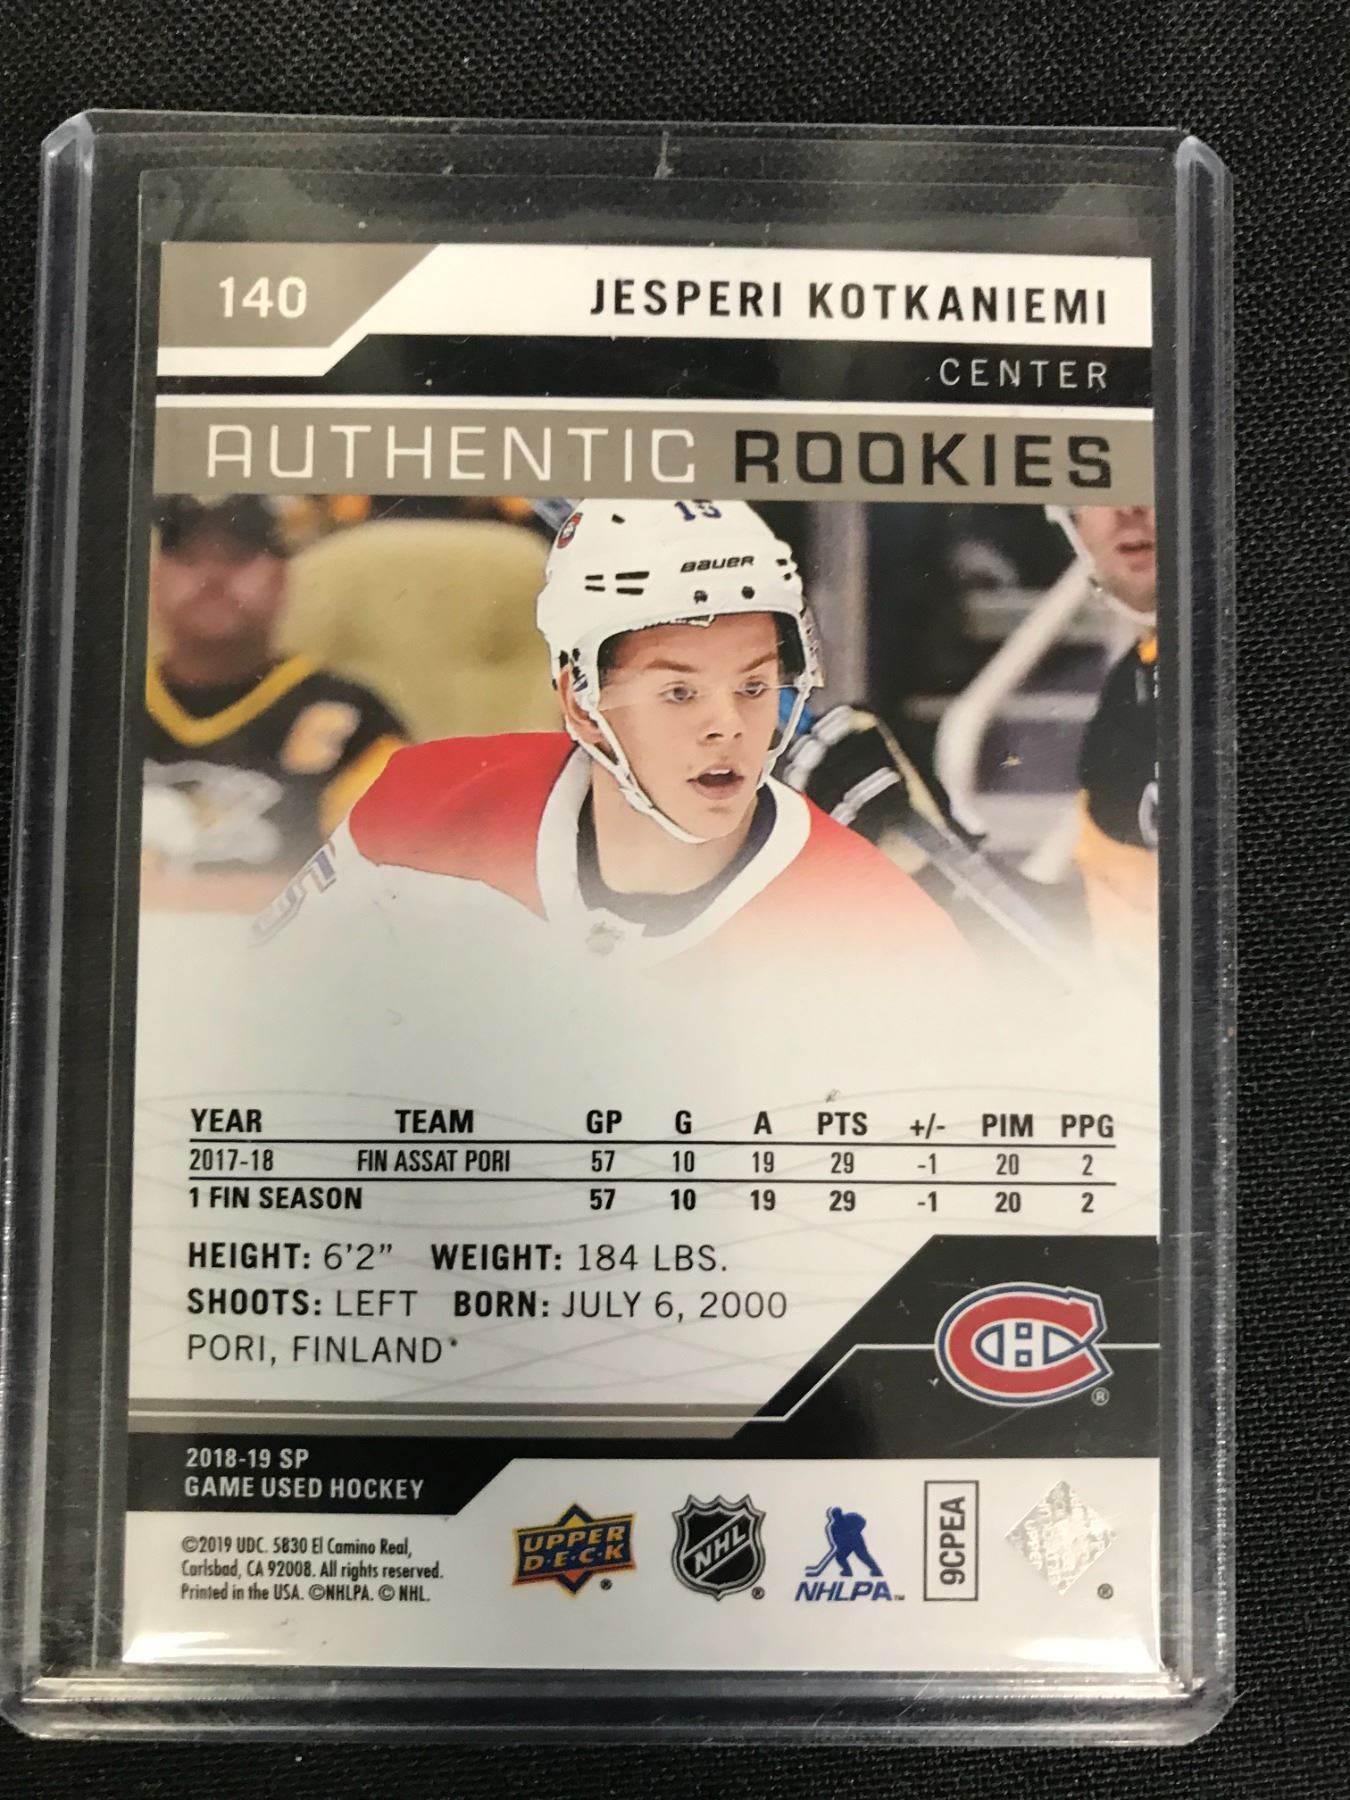 140
JESPERI KOTKANIEMI
CENTER
AUTHENTIC ROOKIES
15
BAUER
15
YEAR TEAM GP G A PTS +/- PIM PPG
2017-18 FIN ASSAT PORI 57 10 19 29 -1 20 2
1 FIN SEASON 57 10 19 29 -1 20 2
HEIGHT: 6'2" WEIGHT: 184 LBS.
SHOOTS: LEFT BORN: JULY 6, 2000
PORI, FINLAND*
®
2018-19 SP
GAME USED HOCKEY
©2019 UDC. 5830 El Camino Real,
Carlsbad, CA 92008. All rights reserved.
Printed in the USA. ©NHLPA. © NHL.
UPPER
D·E·C·K
®
NHL
®
NHLPA™
9CPEA
®